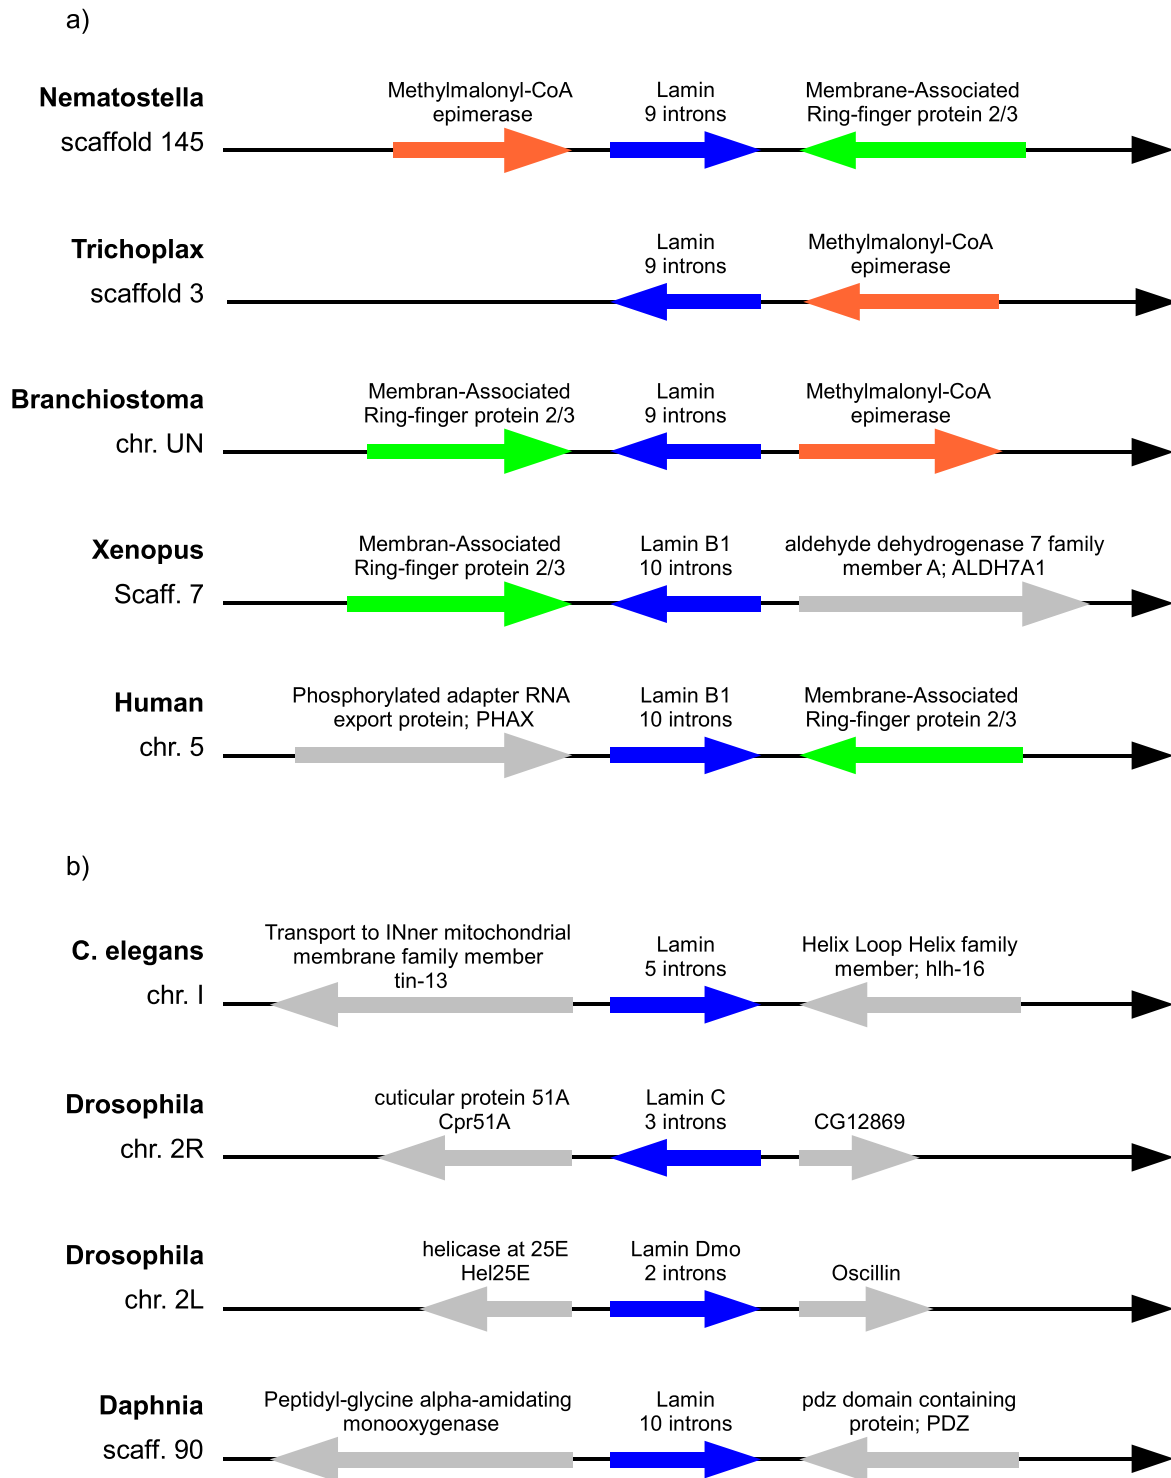 a)
Nematostella
scaffold 145
Methylmalonyl-CoA
epimerase
Lamin
9 introns
Membrane-Associated
Ring-finger protein 2/3
Trichoplax
scaffold 3
Lamin
9 introns
Methylmalonyl-CoA
epimerase
Branchiostoma
chr. UN
Membran-Associated
Ring-finger protein 2/3
Lamin
9 introns
Methylmalonyl-CoA
epimerase
Xenopus
Scaff. 7
Membran-Associated
Ring-finger protein 2/3
Lamin B1
10 introns
aldehyde dehydrogenase 7 family
member A; ALDH7A1
Human
chr. 5
Phosphorylated adapter RNA
export protein; PHAX
Lamin B1
10 introns
Membrane-Associated
Ring-finger protein 2/3
b)
C. elegans
chr. I
Transport to INner mitochondrial
membrane family member
tin-13
Lamin
5 introns
Helix Loop Helix family
member; hlh-16
Drosophila
chr. 2R
cuticular protein 51A
Cpr51A
Lamin C
3 introns
CG12869
Drosophila
chr. 2L
helicase at 25E
Hel25E
Lamin Dmo
2 introns
Oscillin
Daphnia
scaff. 90
Peptidyl-glycine alpha-amidating
monooxygenase
Lamin
10 introns
pdz domain containing
protein; PDZ